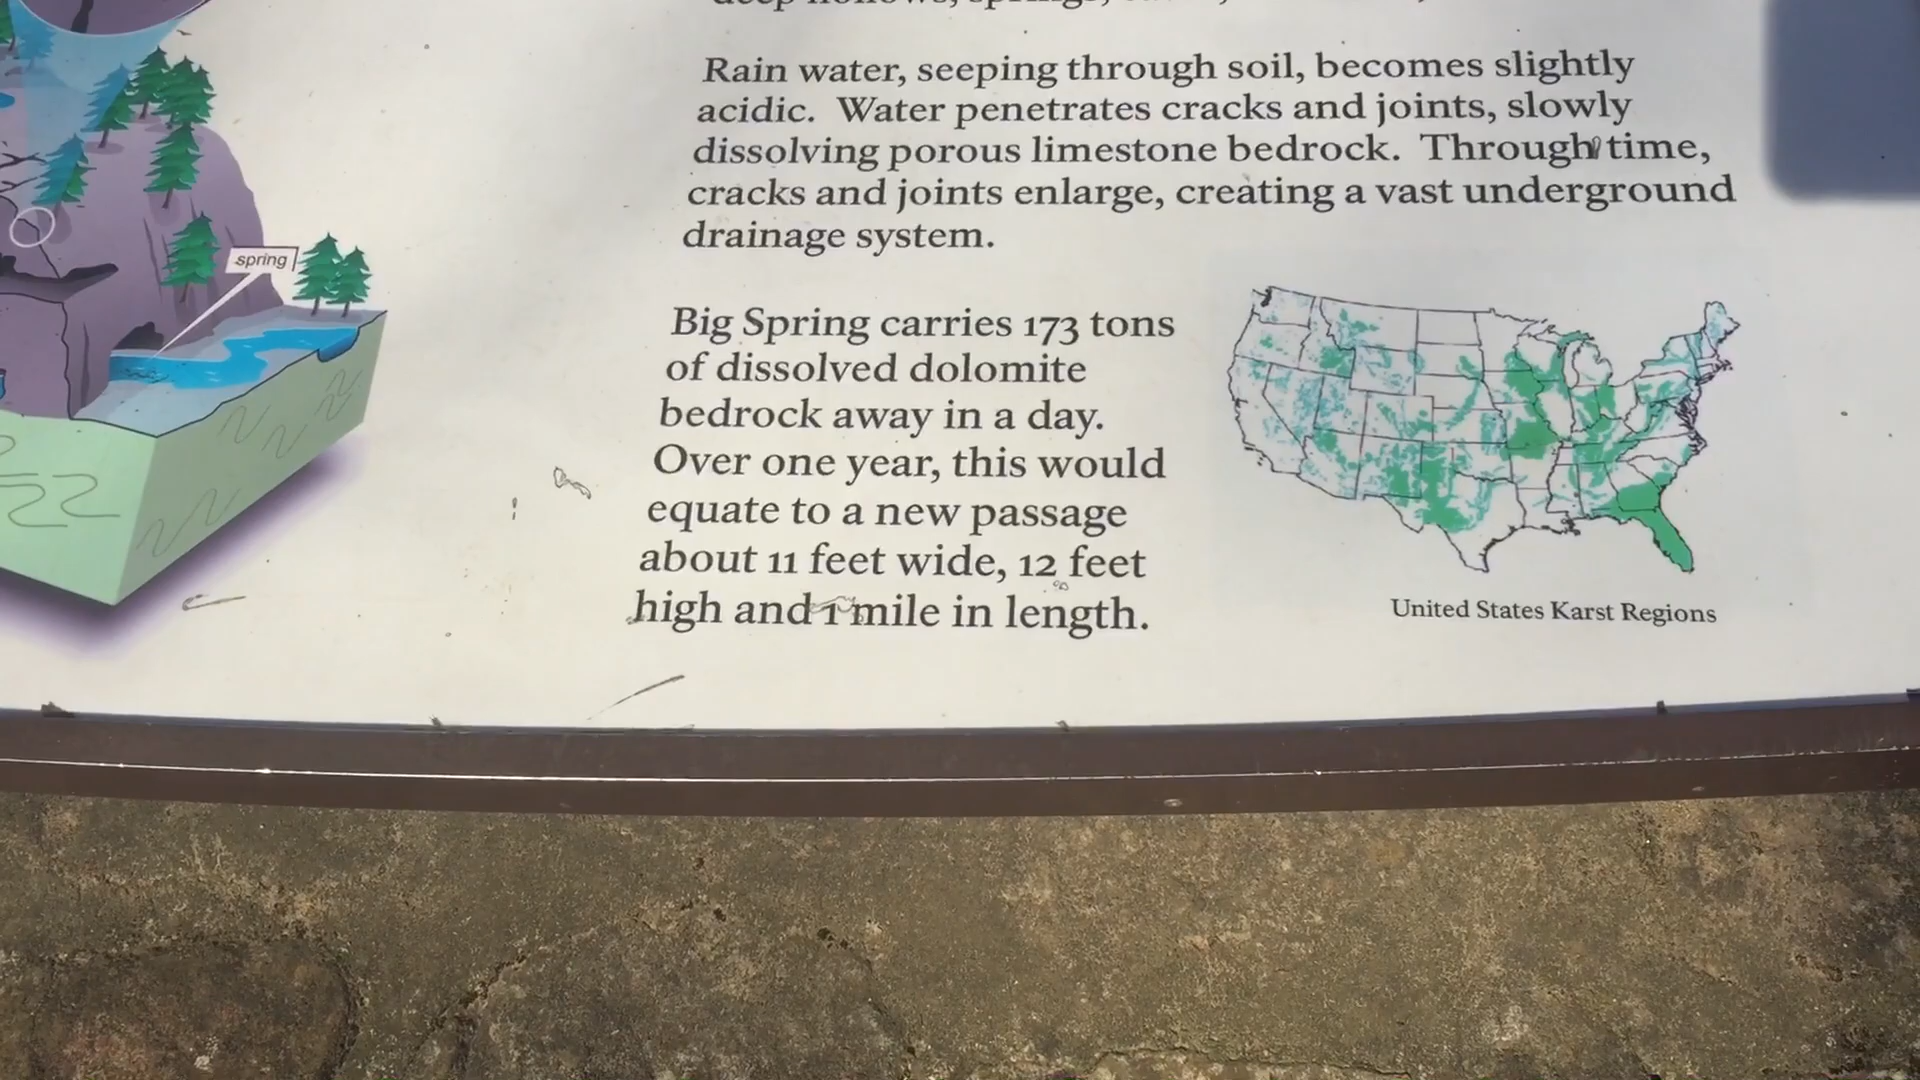 deep hollows, springs,
Rain water, seeping through soil, becomes slightly
acidic. Water penetrates cracks and joints, slowly
dissolving porous limestone bedrock. Through time,
cracks and joints enlarge, creating a vast underground
drainage system.
spring
Big Spring carries 173 tons
of dissolved dolomite
bedrock away in a day.
Over one year, this would
equate to a new passage
about 11 feet wide, 12 feet
high and 1 mile in length.
United States Karst Regions